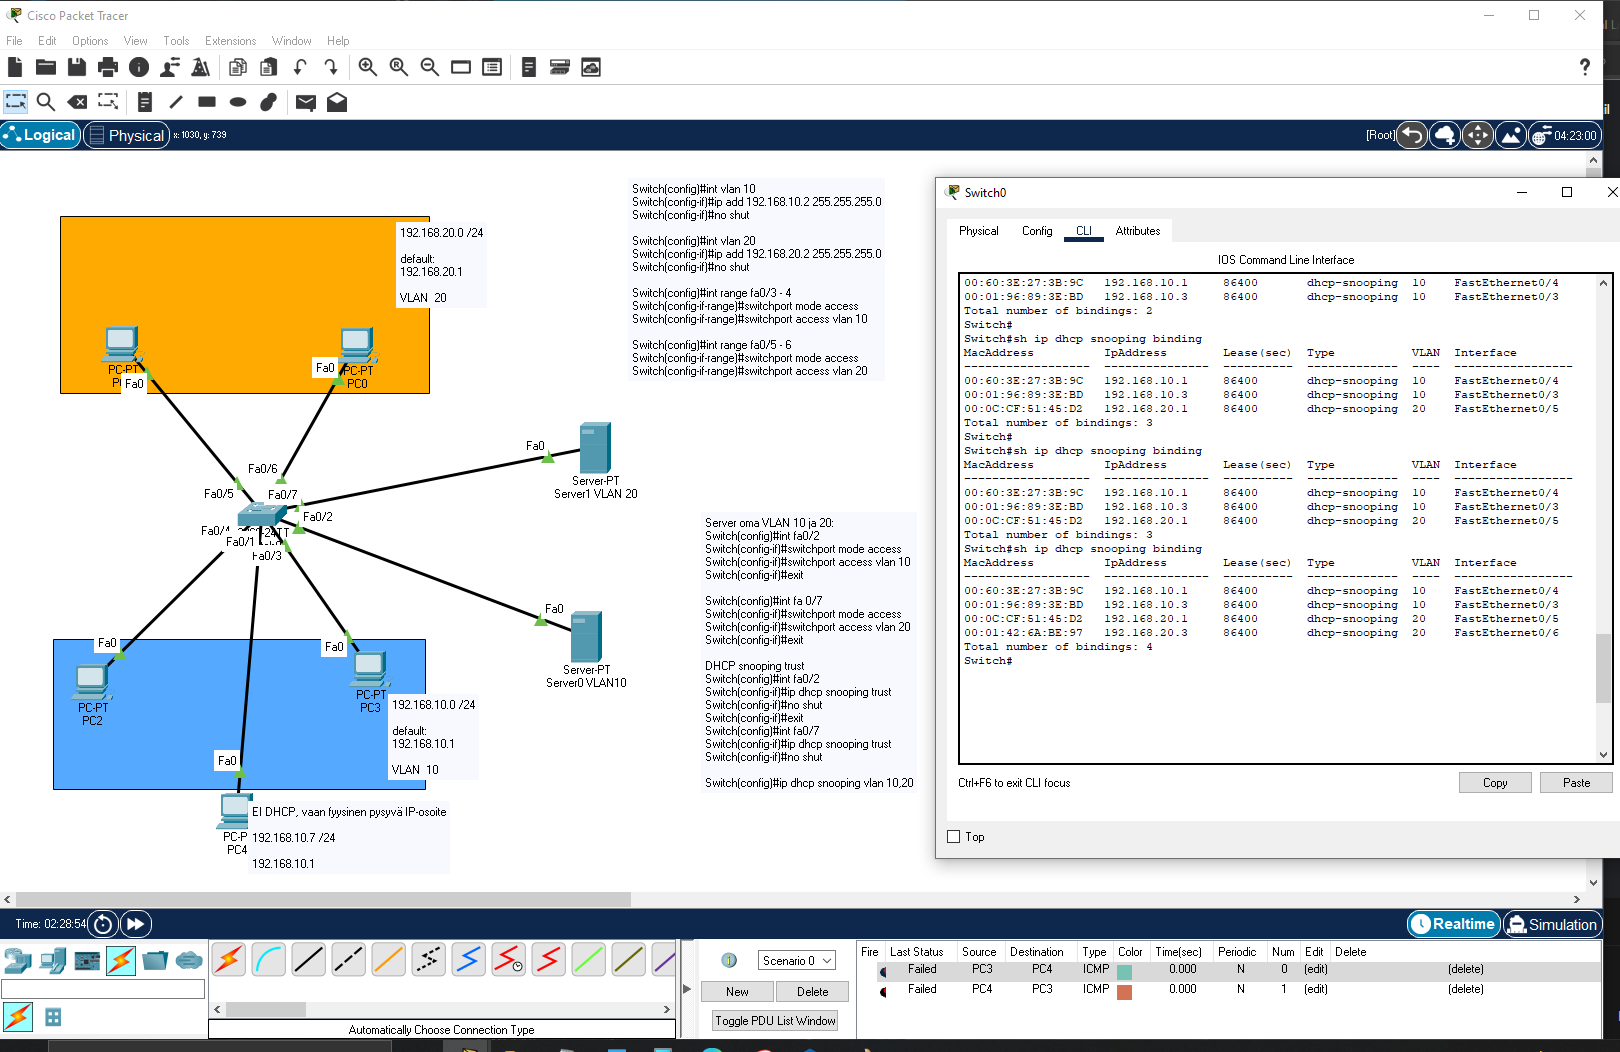 Cisco Packet Tracer
File Edit Options View Tools Extensions Window Help
Logical Physical x: 1030, y: 739
[Root] 04:23:00
192.168.20.0 /24
default:
192.168.20.1
VLAN 20
PC-PT
Fa0
Fa0
PC-PT
PC0
Switch(config)#int vlan 10
Switch(config-if)#ip add 192.168.10.2 255.255.255.0
Switch(config-if)#no shut
Switch(config)#int vlan 20
Switch(config-if)#ip add 192.168.20.2 255.255.255.0
Switch(config-if)#no shut
Switch(config)#int range fa0/3 - 4
Switch(config-if-range)#switchport mode access
Switch(config-if-range)#switchport access vlan 10
Switch(config)#int range fa0/5 - 6
Switch(config-if-range)#switchport mode access
Switch(config-if-range)#switchport access vlan 20
Fa0
Server-PT
Server1 VLAN 20
Fa0/6
Fa0/5
Fa0/7
Fa0/2
Fa0/4
Fa0/1
Fa0/3
Fa0
Server-PT
Server0 VLAN10
Fa0
PC-PT
PC2
Fa0
PC-PT
PC3
192.168.10.0 /24
default:
192.168.10.1
VLAN 10
Fa0
PC-P
PC4
EI DHCP, vaan fyysinen pysyvä IP-osoite
192.168.10.7 /24
192.168.10.1
Server oma VLAN 10 ja 20:
Switch(config)#int fa0/2
Switch(config-if)#switchport mode access
Switch(config-if)#switchport access vlan 10
Switch(config-if)#exit
Switch(config)#int fa 0/7
Switch(config-if)#switchport mode access
Switch(config-if)#switchport access vlan 20
Switch(config-if)#exit
DHCP snooping trust
Switch(config)#int fa0/2
Switch(config-if)#ip dhcp snooping trust
Switch(config-if)#no shut
Switch(config-if)#exit
Switch(config)#int fa0/7
Switch(config-if)#ip dhcp snooping trust
Switch(config-if)#no shut
Switch(config)#ip dhcp snooping vlan 10,20
Switch0
Physical Config CLI Attributes
IOS Command Line Interface
00:60:3E:27:3B:9C 192.168.10.1 86400 dhcp-snooping 10 FastEthernet0/4
00:01:96:89:3E:BD 192.168.10.3 86400 dhcp-snooping 10 FastEthernet0/3
Total number of bindings: 2
Switch#
Switch#sh ip dhcp snooping binding
MacAddress IpAddress Lease(sec) Type VLAN Interface
------------------ --------------- ---------- ------------- ---- -----------------
00:60:3E:27:3B:9C 192.168.10.1 86400 dhcp-snooping 10 FastEthernet0/4
00:01:96:89:3E:BD 192.168.10.3 86400 dhcp-snooping 10 FastEthernet0/3
00:0C:CF:51:45:D2 192.168.20.1 86400 dhcp-snooping 20 FastEthernet0/5
Total number of bindings: 3
Switch#
Switch#sh ip dhcp snooping binding
MacAddress IpAddress Lease(sec) Type VLAN Interface
------------------ --------------- ---------- ------------- ---- -----------------
00:60:3E:27:3B:9C 192.168.10.1 86400 dhcp-snooping 10 FastEthernet0/4
00:01:96:89:3E:BD 192.168.10.3 86400 dhcp-snooping 10 FastEthernet0/3
00:0C:CF:51:45:D2 192.168.20.1 86400 dhcp-snooping 20 FastEthernet0/5
Total number of bindings: 3
Switch#sh ip dhcp snooping binding
MacAddress IpAddress Lease(sec) Type VLAN Interface
------------------ --------------- ---------- ------------- ---- -----------------
00:60:3E:27:3B:9C 192.168.10.1 86400 dhcp-snooping 10 FastEthernet0/4
00:01:96:89:3E:BD 192.168.10.3 86400 dhcp-snooping 10 FastEthernet0/3
00:0C:CF:51:45:D2 192.168.20.1 86400 dhcp-snooping 20 FastEthernet0/5
00:01:42:6A:BE:97 192.168.20.3 86400 dhcp-snooping 20 FastEthernet0/6
Total number of bindings: 4
Switch#
Ctrl+F6 to exit CLI focus
Copy Paste
Top
Time: 02:28:54
Realtime Simulation
Scenario 0
New Delete
Toggle PDU List Window
Automatically Choose Connection Type
Fire Last Status Source Destination Type Color Time(sec) Periodic Num Edit Delete
Failed PC3 PC4 ICMP 0.000 N 0 (edit) (delete)
Failed PC4 PC3 ICMP 0.000 N 1 (edit) (delete)